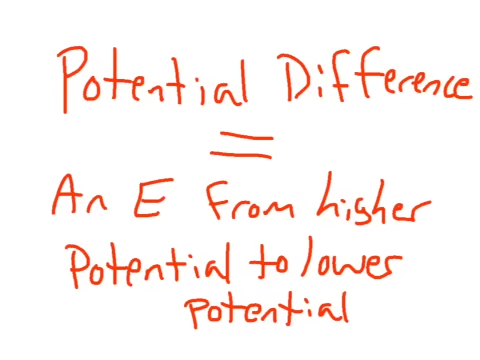 Potential Difference
=
An E From higher
Potential to lower
potential